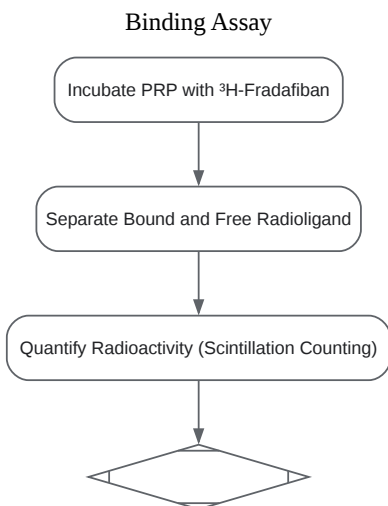 Binding Assay
Incubate PRP with ³H-Fradafiban
Separate Bound and Free Radioligand
Quantify Radioactivity (Scintillation Counting)